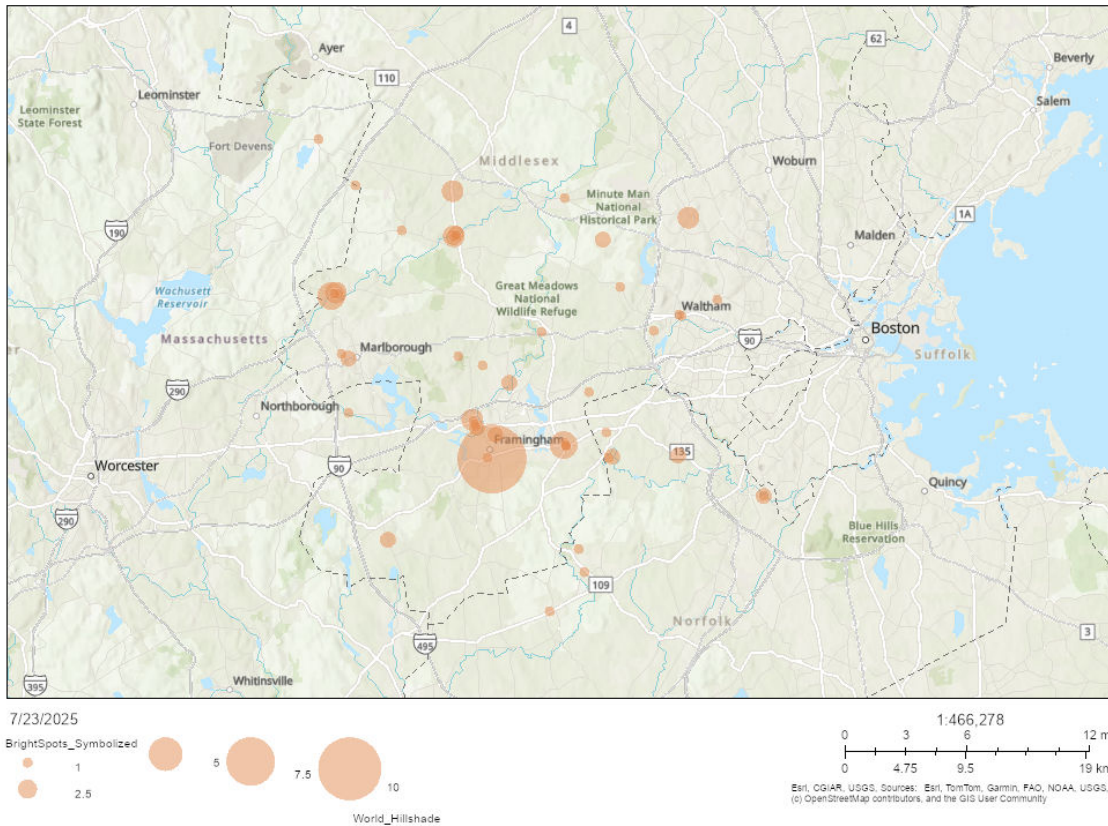 4
62
Ayer
Beverly
110
Leominster
Salem
Leominster
State Forest
Fort Devens
Middlesex
Woburn
Minute Man
National
Historical Park
1A
190
Malden
Wachusett
Reservoir
Great Meadows
National
Wildlife Refuge
Waltham
Massachusetts
Boston
90
Marlborough
Suffolk
290
Northborough
Framingham
135
90
Worcester
Quincy
290
Blue Hills
Reservation
109
Norfolk
3
495
395
Whitinsville
7/23/2025
1:466,278
BrightSpots_Symbolized
0 3 6 12 m
1
5
7.5
10
2.5
0 4.75 9.5 19 km
Esri, CGIAR, USGS, Sources: Esri, TomTom, Garmin, FAO, NOAA, USGS,
(c) OpenStreetMap contributors, and the GIS User Community
World_Hillshade